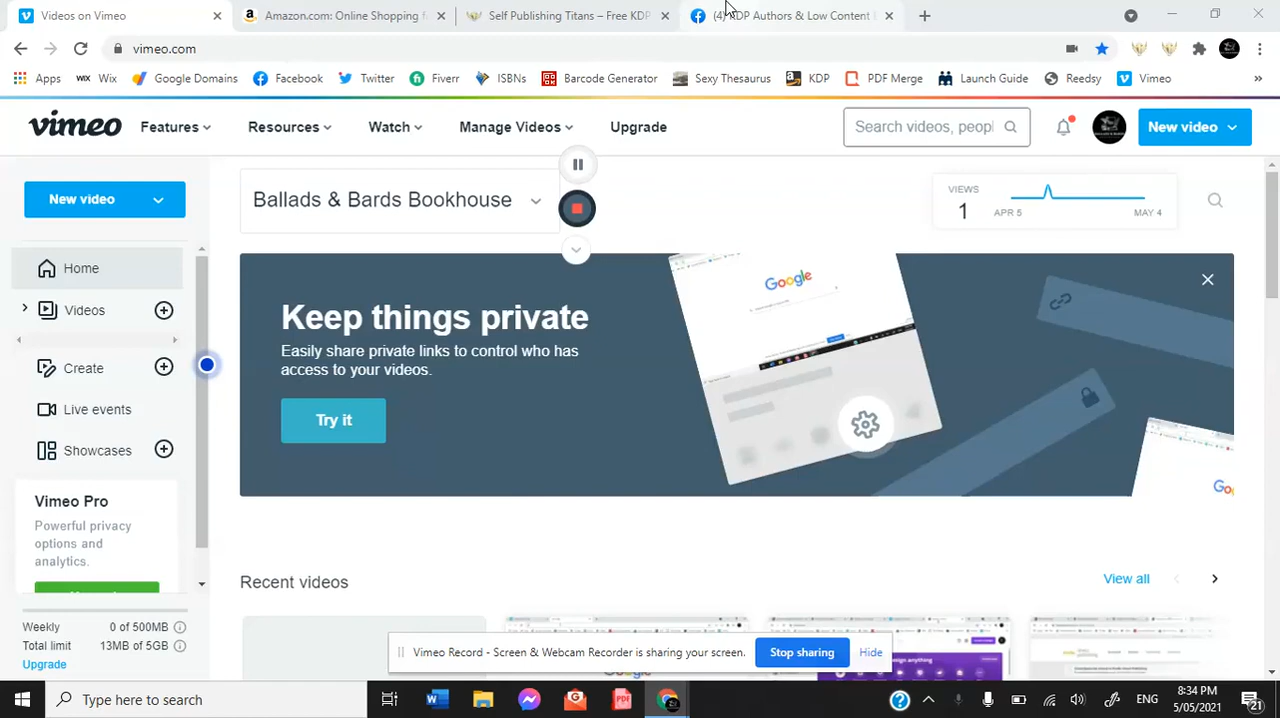 Videos on Vimeo
Amazon.com: Online Shopping f
Self Publishing Titans – Free KDP
DP Authors & Low Content
vimeo.com
Apps
WIX Wix
Google Domains
Facebook
Twitter
fi Fiverr
ISBNs
Barcode Generator
Sexy Thesaurus
KDP
PDF Merge
Launch Guide
Reedsy
Vimeo
»
vimeo
Features
Resources
Watch
Manage Videos
Upgrade
Search videos, peopl
New video
New video
Ballads & Bards Bookhouse
VIEWS
1
APR 5
MAY 4
Home
Videos
Create
Live events
Showcases
Keep things private
Easily share private links to control who has
access to your videos.
Try it
Google
Vimeo Pro
Powerful privacy
options and
analytics.
Recent videos
View all
Weekly
0 of 500MB
Total limit
13MB of 5GB
Upgrade
Vimeo Record - Screen & Webcam Recorder is sharing your screen.
Stop sharing
Hide
Type here to search
ENG
8:34 PM
5/05/2021
21